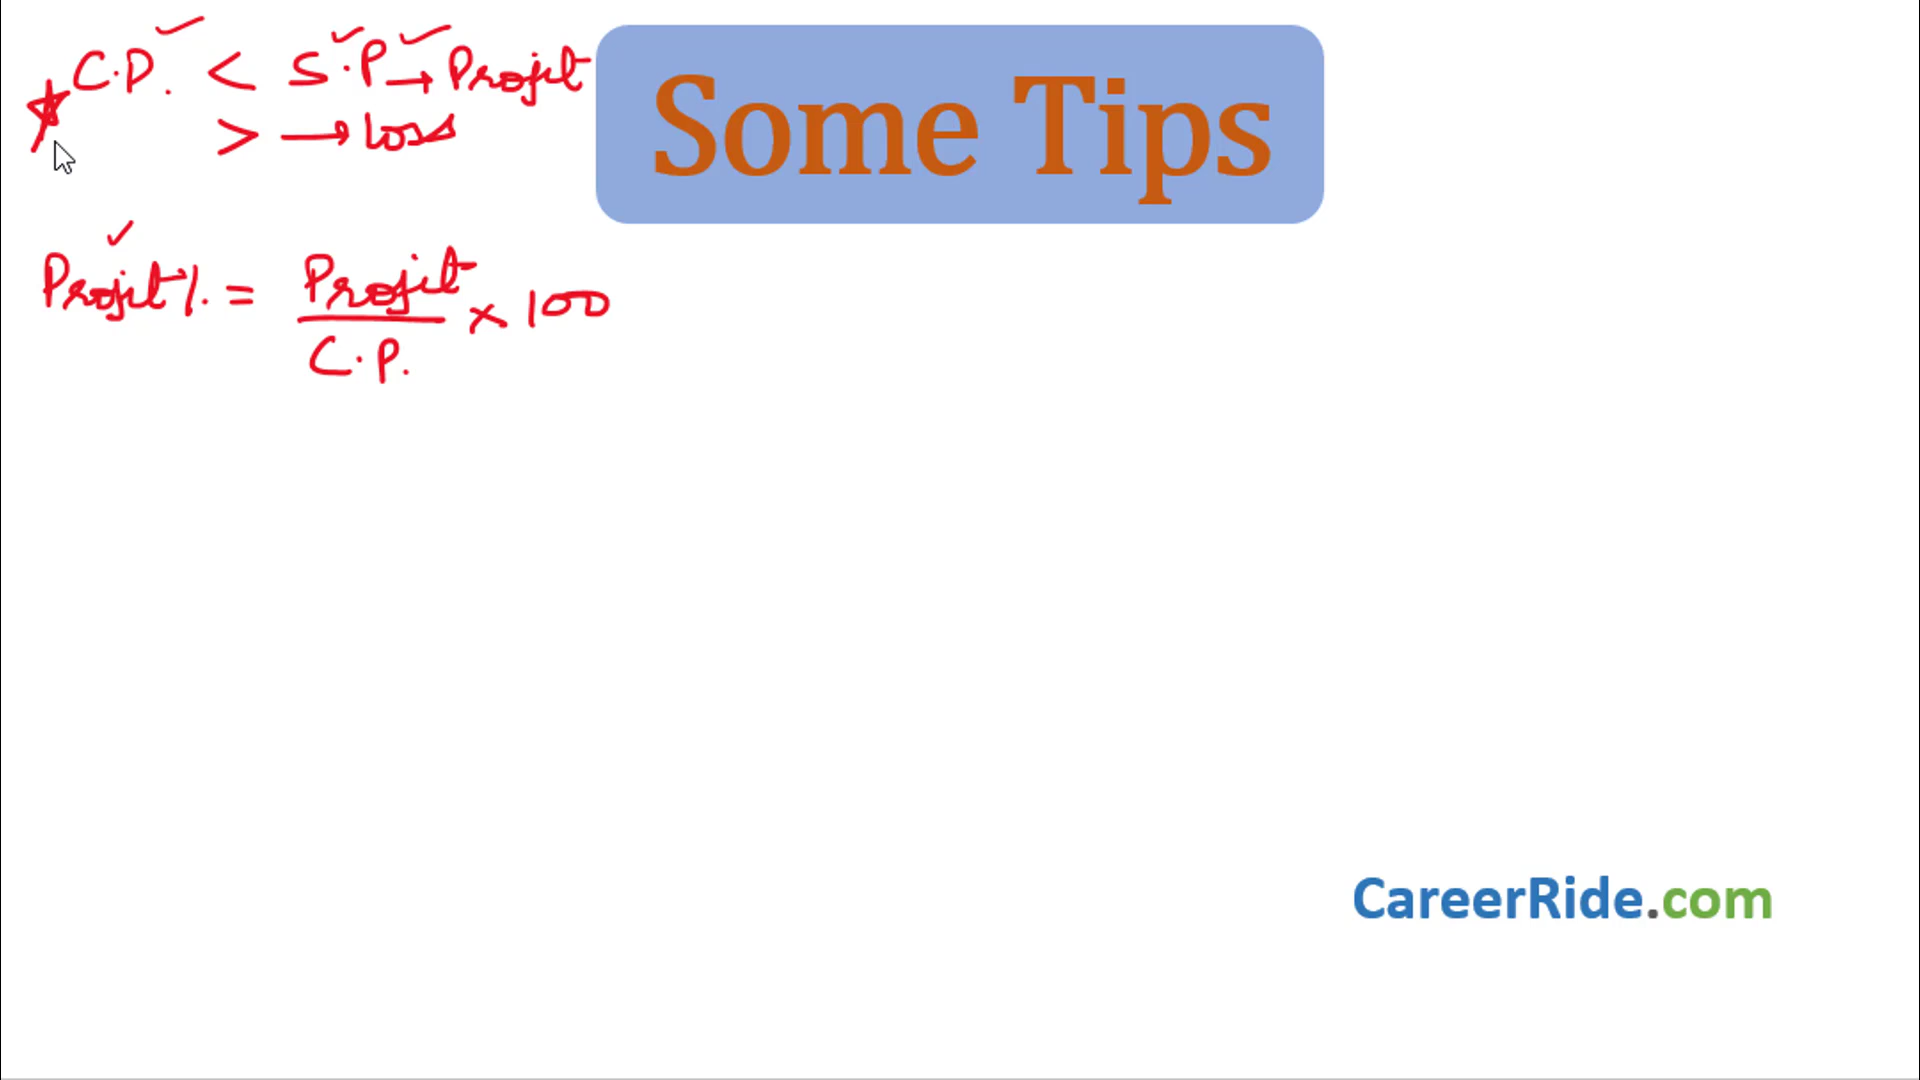 C.P. < S.P → Profit
> → loss
Some Tips
Profit % = Profit / C.P. × 100
CareerRide.com